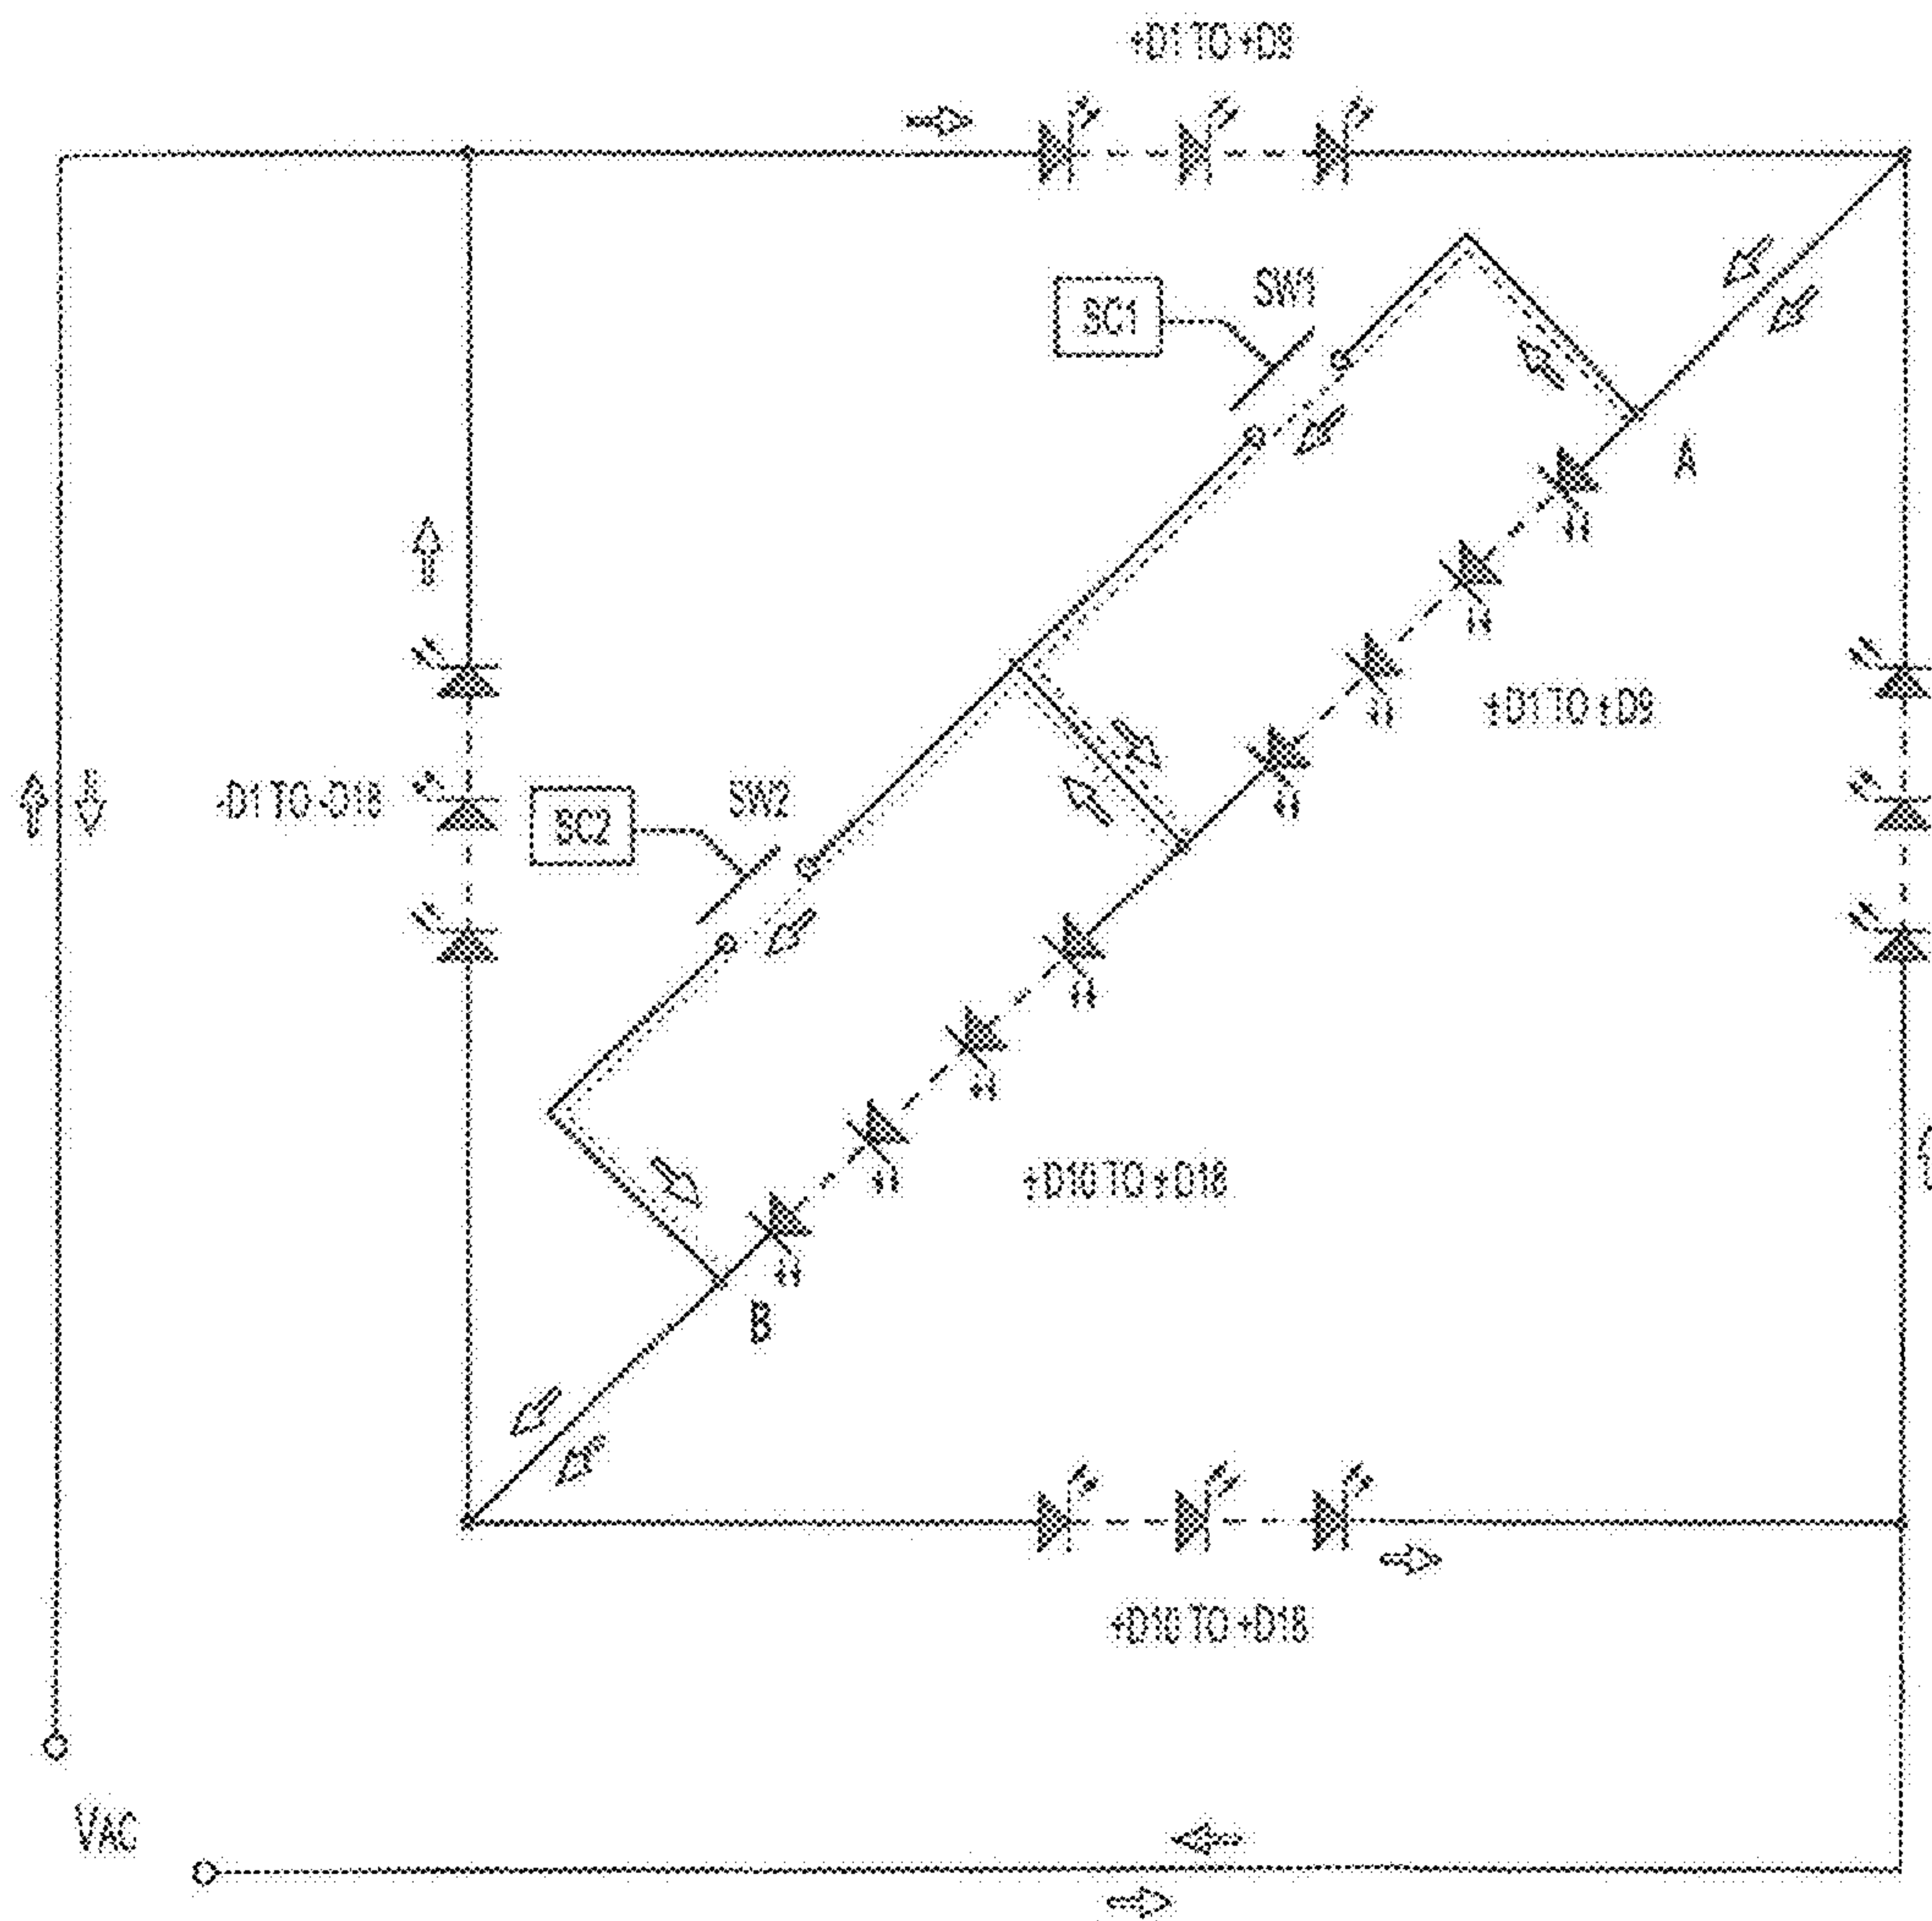 +D1 TO +D9
SW1
SC1
A
±D1 TO ±D9
SW2
-D1 TO -D18
SC2
±D10 TO ±D18
B
+D10 TO +D18
VAC